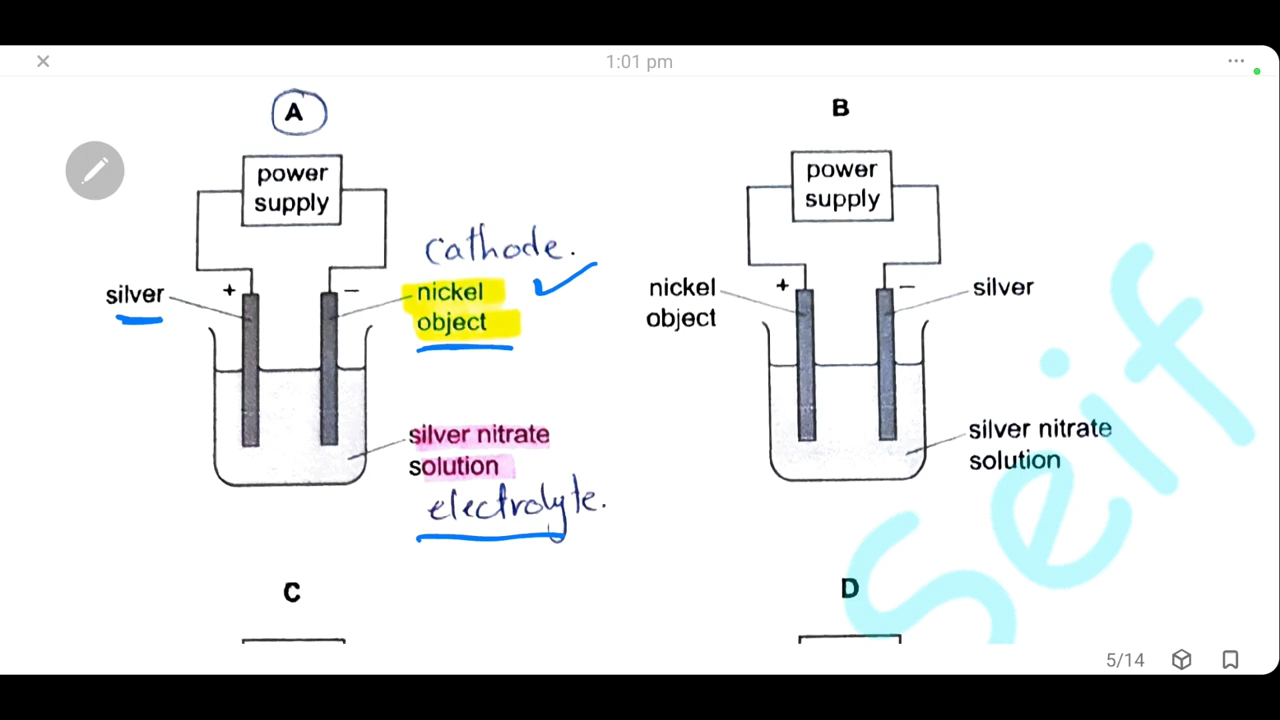 1:01 pm
A
B
power
supply
power
supply
cathode.
silver
+
−
nickel
object
nickel
object
+
−
silver
silver nitrate
solution
electrolyte.
silver nitrate
solution
Seif
C
D
5/14